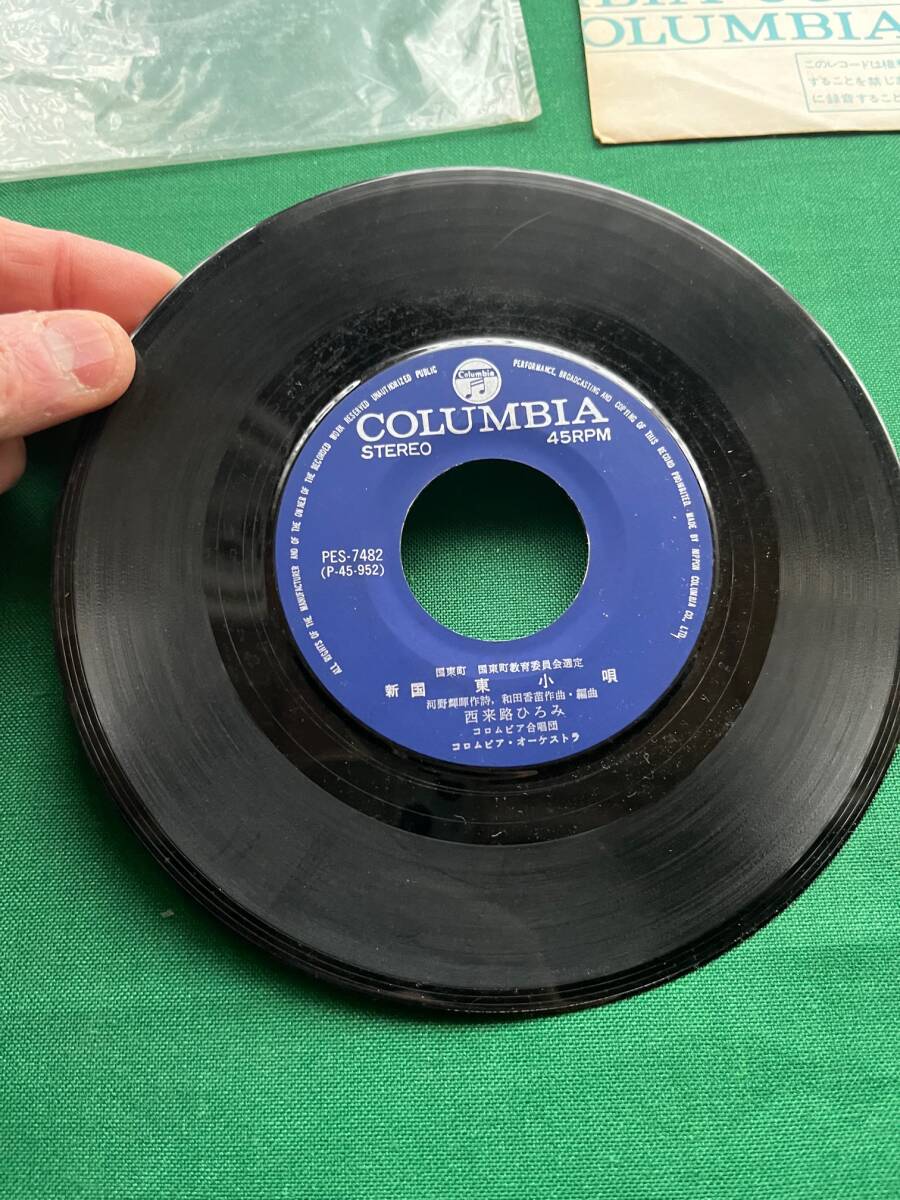 BIA CO
OLUMBIA
このレコードは
することを禁じ
に録音すること
Columbia
COLUMBIA
STEREO 45RPM
ALL RIGHTS OF THE MANUFACTURER AND OF THE OWNER OF THE RECORDED WORK RESERVED UNAUTHORIZED PUBLIC PERFORMANCE, BROADCASTING AND COPYING OF THIS RECORD PROHIBITED. MADE BY NIPPON COLUMBIA CO., LTD.
PES-7482
(P-45-952)
国東町 国東町教育委員会選定
新国東小唄
河野輝暉作詩, 和田香苗作曲・編曲
西来路ひろみ
コロムビア合唱団
コロムビア・オーケストラ